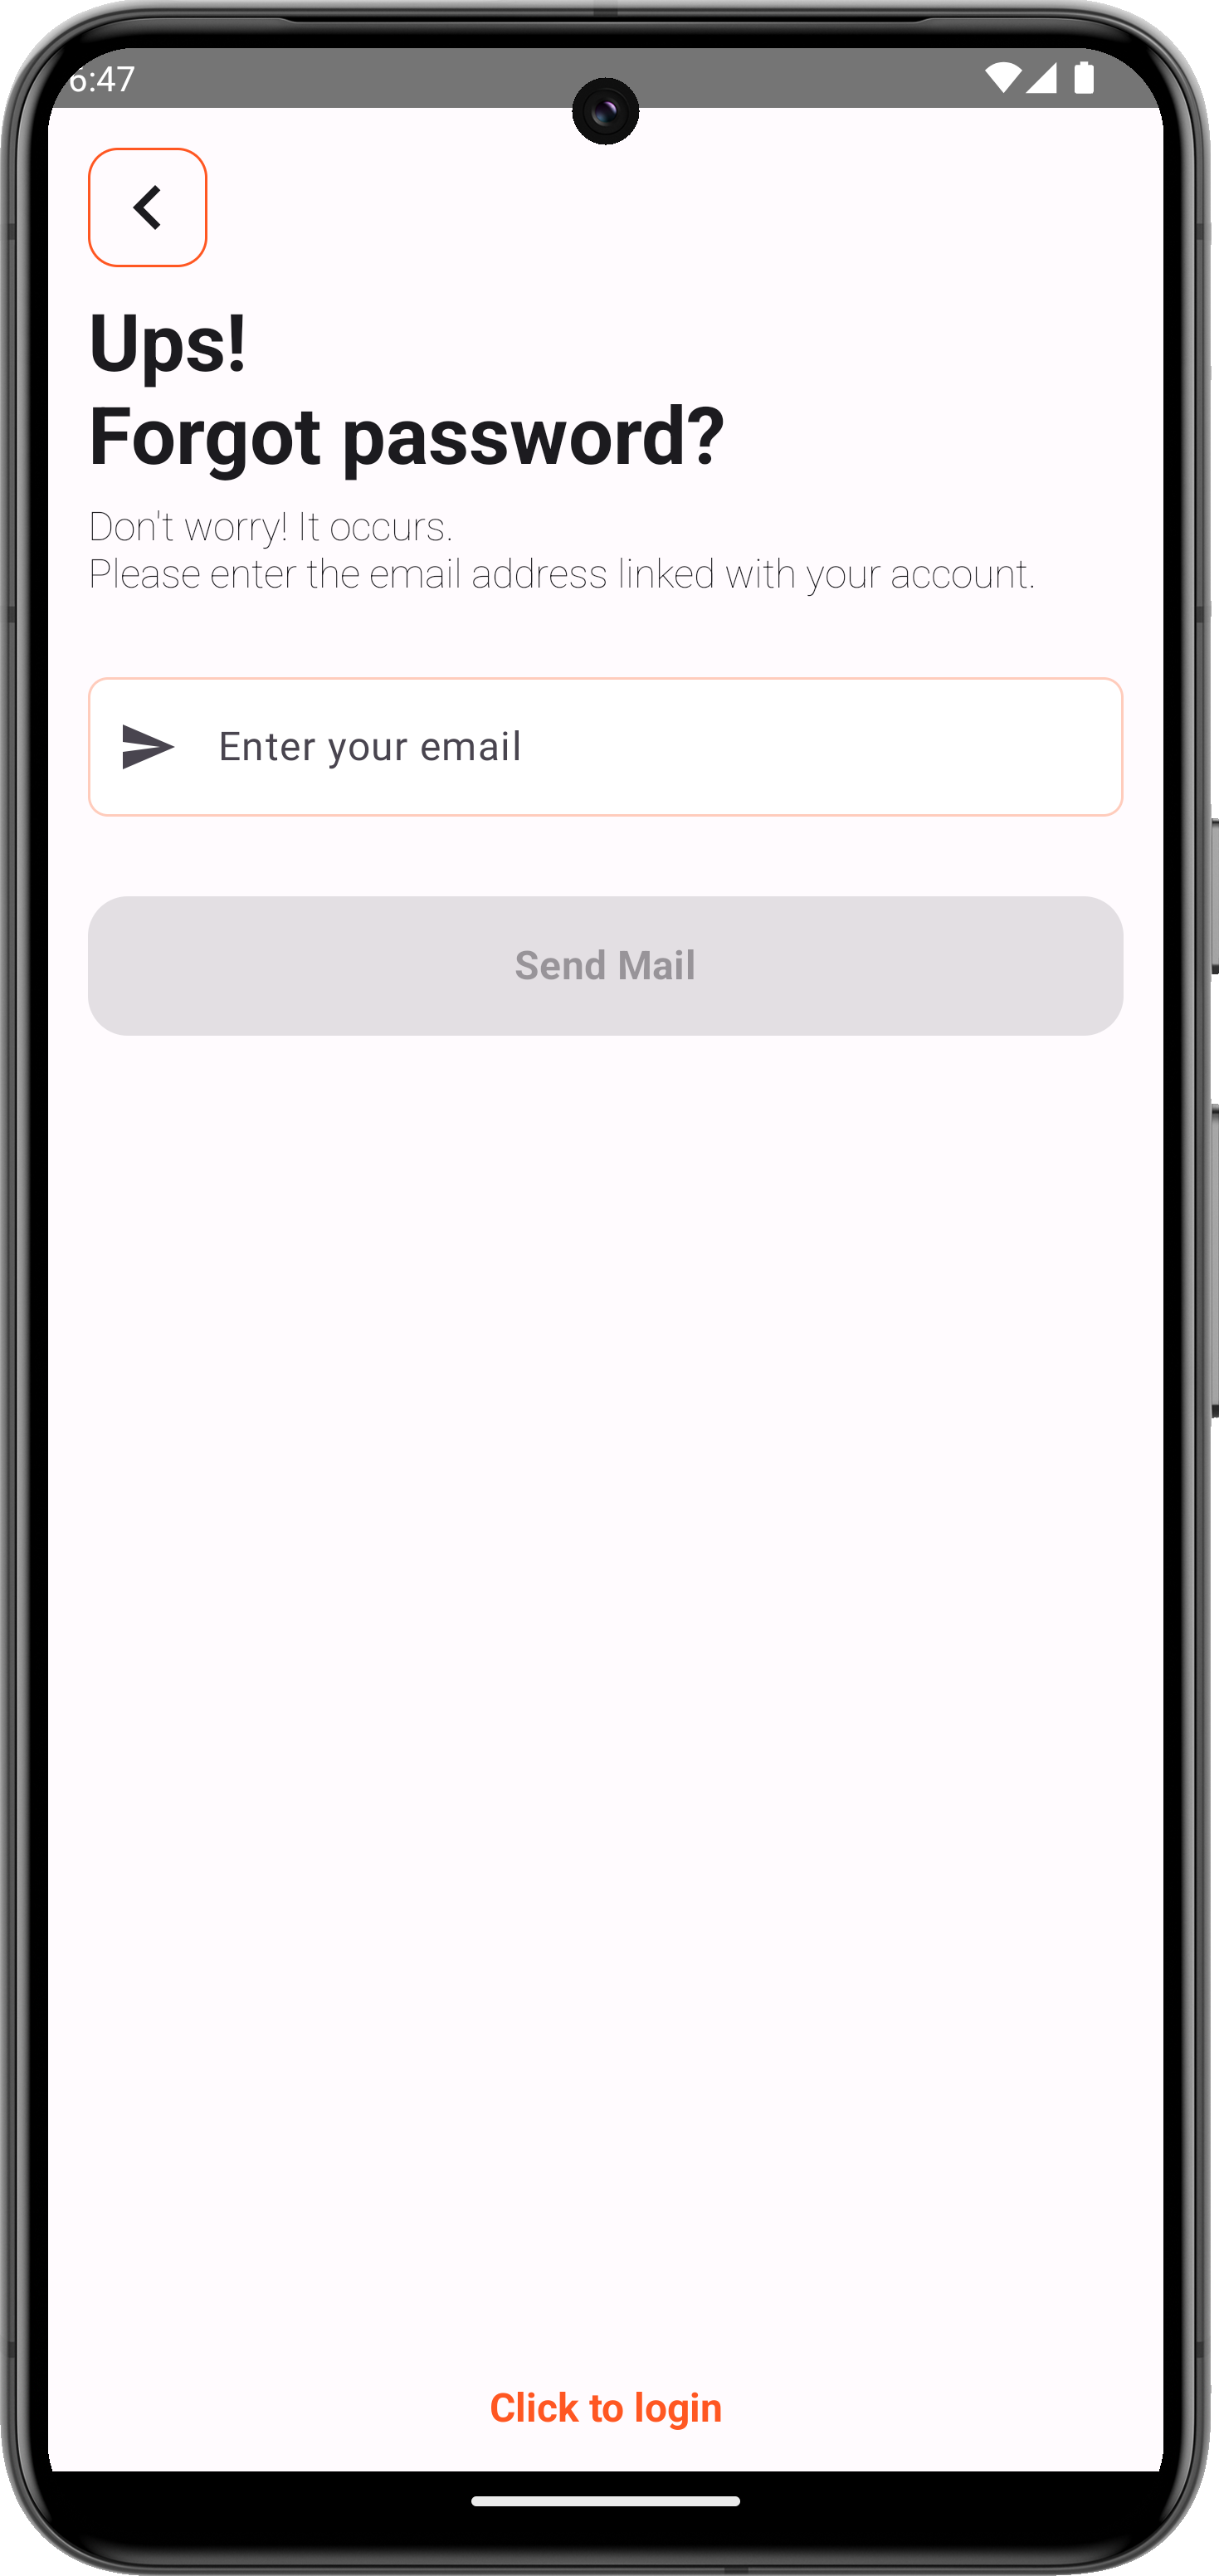 6:47
Ups!
Forgot password?
Don't worry! It occurs.
Please enter the email address linked with your account.
Enter your email
Send Mail
Click to login